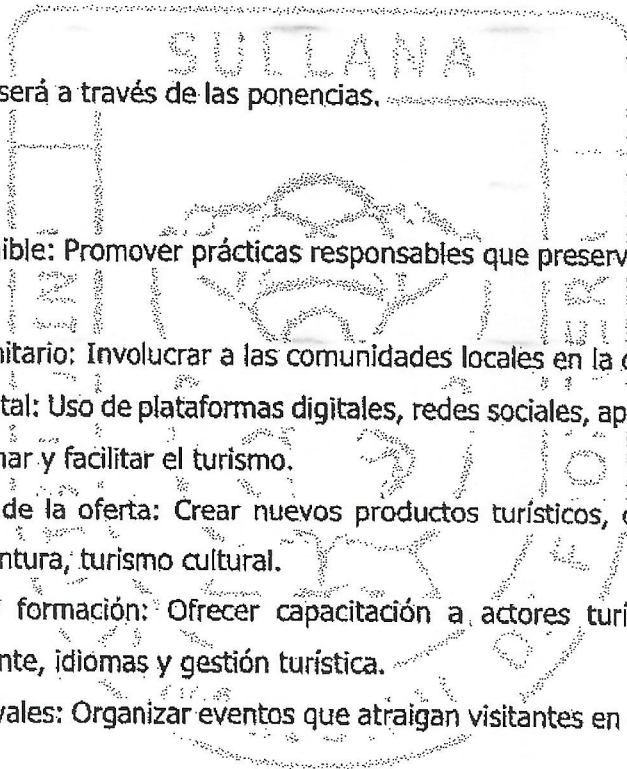 SULLANA
será a través de las ponencias.
ible: Promover prácticas responsables que preserv
nitario: Involucrar a las comunidades locales en la
tal: Uso de plataformas digitales, redes sociales, ap
nar y facilitar el turismo.
de la oferta: Crear nuevos productos turísticos,
ntura, turismo cultural.
formación: Ofrecer capacitación a actores turí
nte, idiomas y gestión turística.
vales: Organizar eventos que atraigan visitantes en